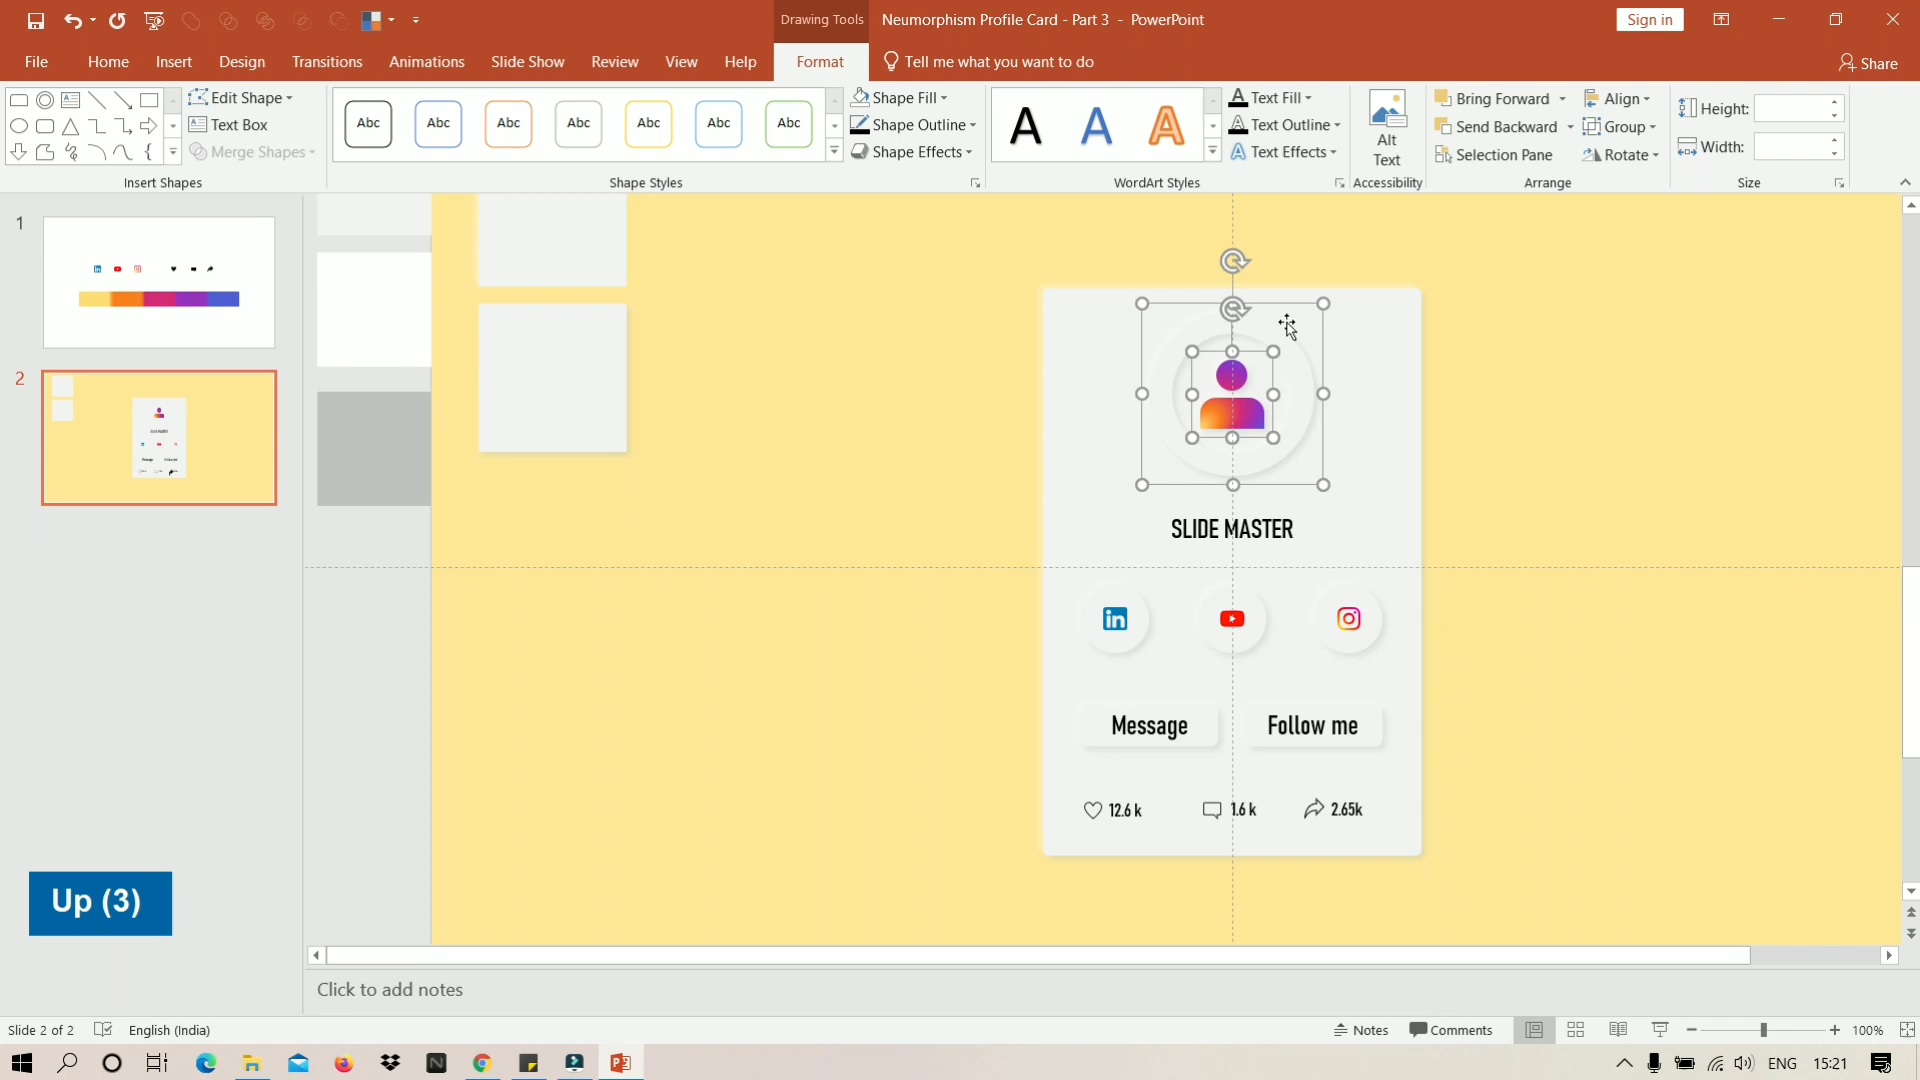 Drawing Tools
Neumorphism Profile Card - Part 3 - PowerPoint
Sign in
File Home Insert Design Transitions Animations Slide Show Review View Help Format Tell me what you want to do Share
Edit Shape
Text Box
Merge Shapes
Insert Shapes
Abc Abc Abc Abc Abc Abc Abc
Shape Fill
Shape Outline
Shape Effects
Shape Styles
A A A
Text Fill
Text Outline
Text Effects
WordArt Styles
Alt
Text
Accessibility
Bring Forward
Send Backward
Selection Pane
Align
Group
Rotate
Arrange
Height:
Width:
Size
1
2
SLIDE MASTER
in
Message Follow me
12.6 k 1.6 k 2.65k
Up (3)
Click to add notes
Slide 2 of 2 English (India) Notes Comments 100%
ENG 15:21